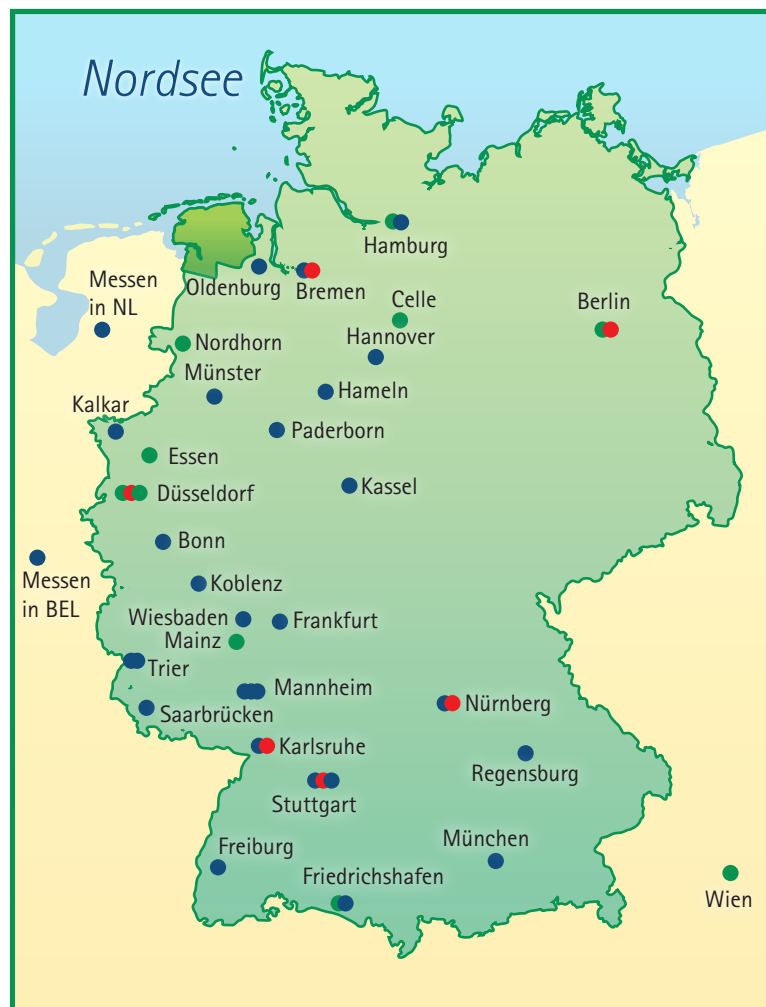 Nordsee
Hamburg
Messen
in NL
Oldenburg
Bremen
Celle
Berlin
Hannover
Nordhorn
Münster
Hameln
Kalkar
Paderborn
Essen
Kassel
Düsseldorf
Bonn
Messen
in BEL
Koblenz
Wiesbaden
Frankfurt
Mainz
Trier
Mannheim
Saarbrücken
Nürnberg
Karlsruhe
Regensburg
Stuttgart
Freiburg
München
Friedrichshafen
Wien